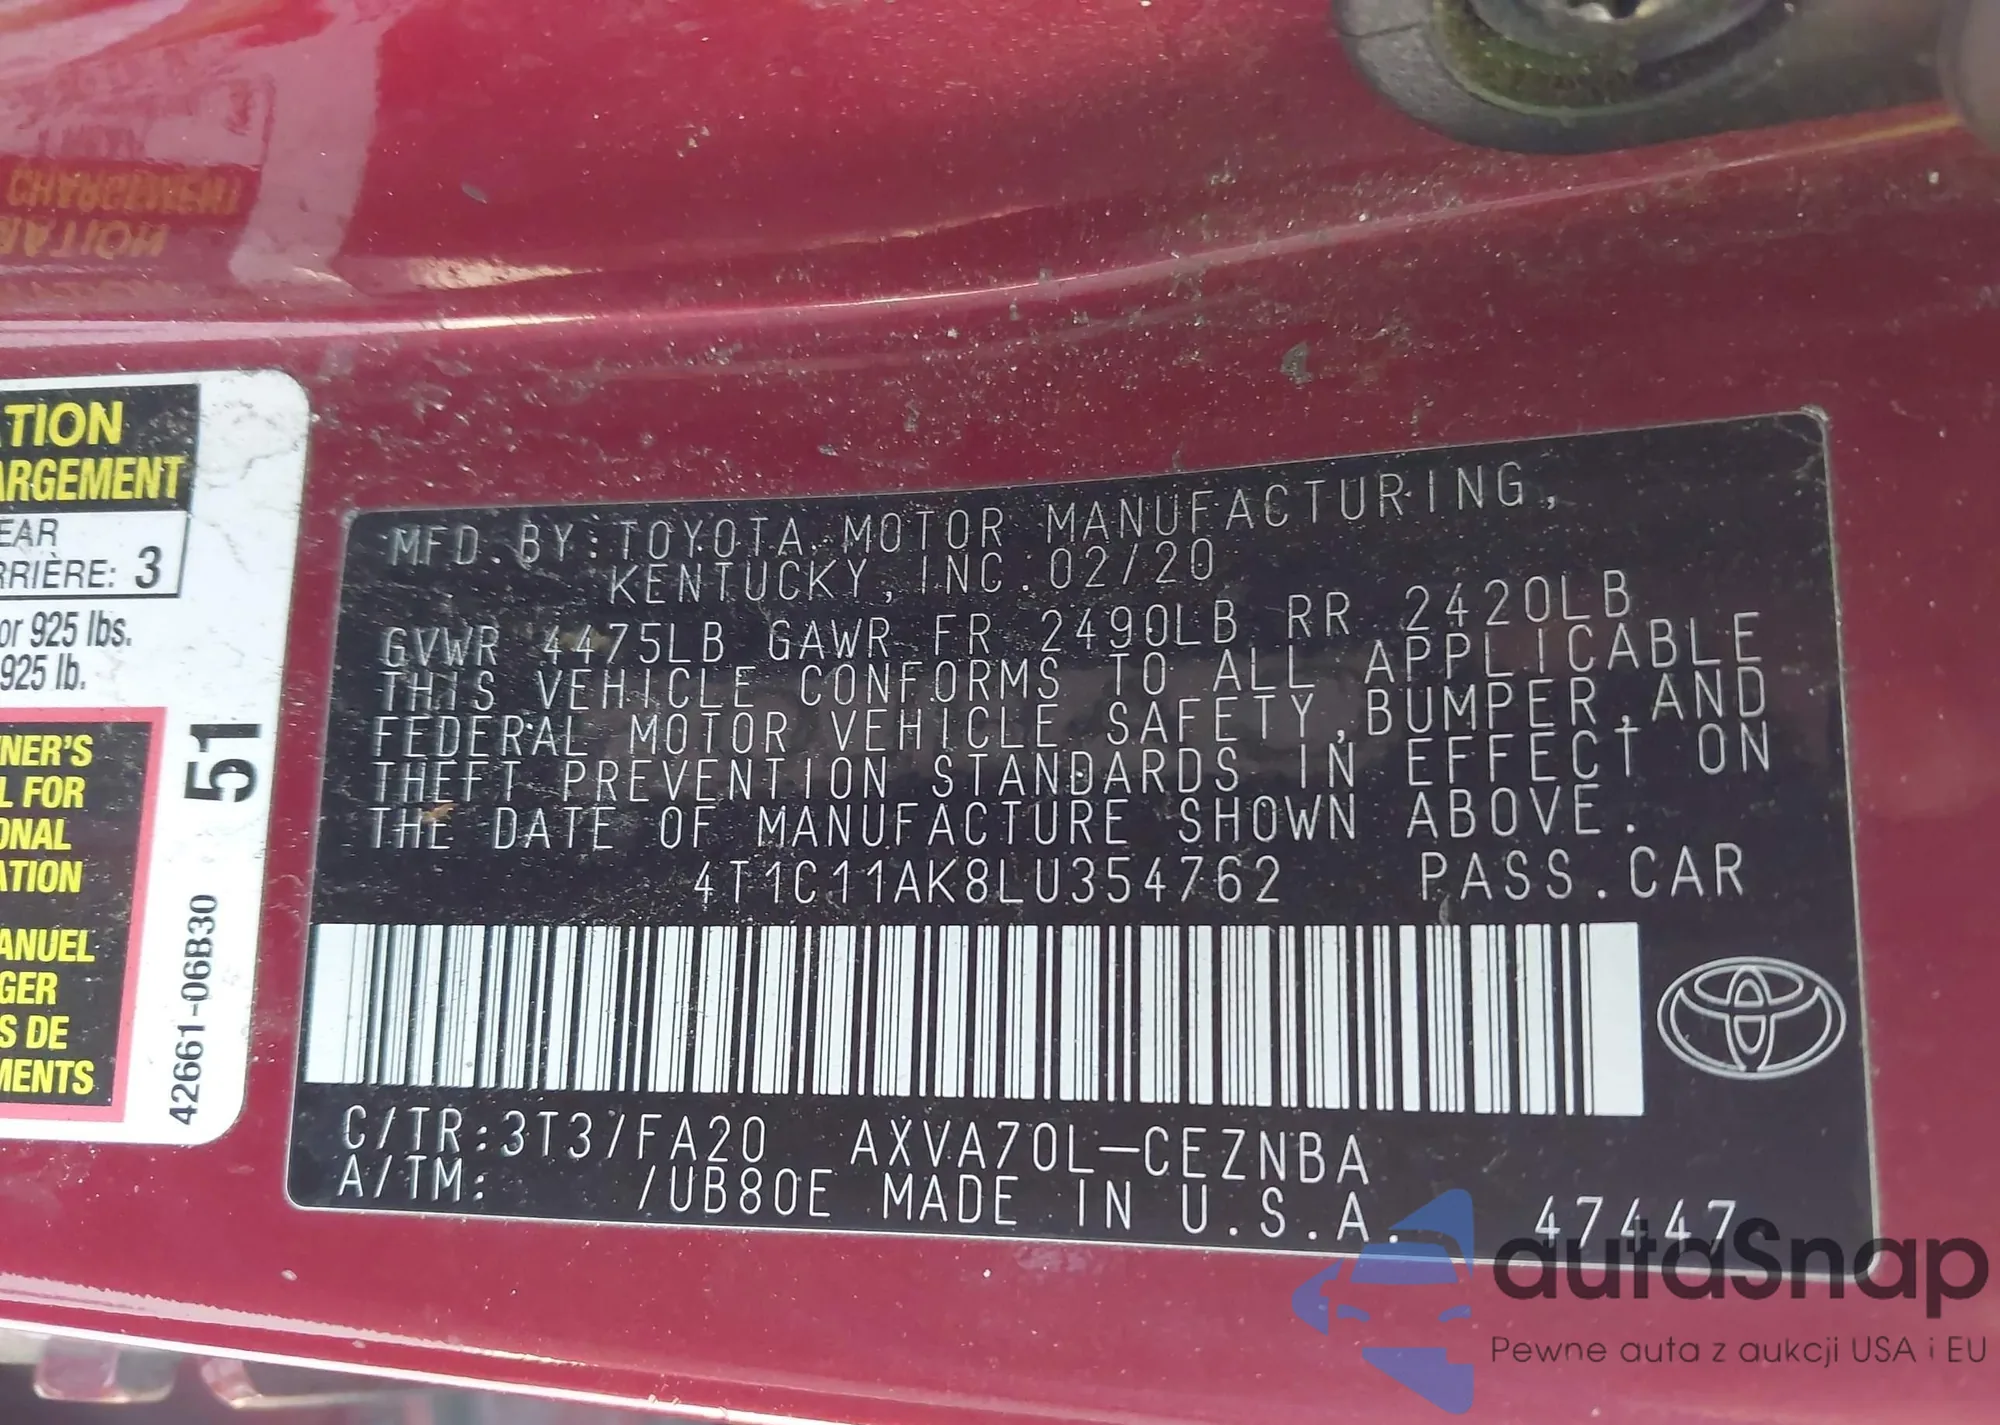 CHARGEMENT
TION
ARGEMENT
EAR
RRIÈRE: 3
or 925 lbs.
925 lb.
NER'S
L FOR
ONAL
ATION
ANUEL
GER
S DE
MENTS
51
42661-06B30
MFD. BY: TOYOTA MOTOR MANUFACTURING,
KENTUCKY, INC. 02/20
GVWR 4475LB GAWR FR 2490LB RR 2420LB
THIS VEHICLE CONFORMS TO ALL APPLICABLE
FEDERAL MOTOR VEHICLE SAFETY, BUMPER, AND
THEFT PREVENTION STANDARDS IN EFFECT ON
THE DATE OF MANUFACTURE SHOWN ABOVE.
4T1C11AK8LU354762 PASS. CAR
C/TR:3T3/FA20 AXVA70L-CEZNBA
A/TM: /UB80E MADE IN U.S.A. 47447
autaSnap
Pewne auta z aukcji USA i EU